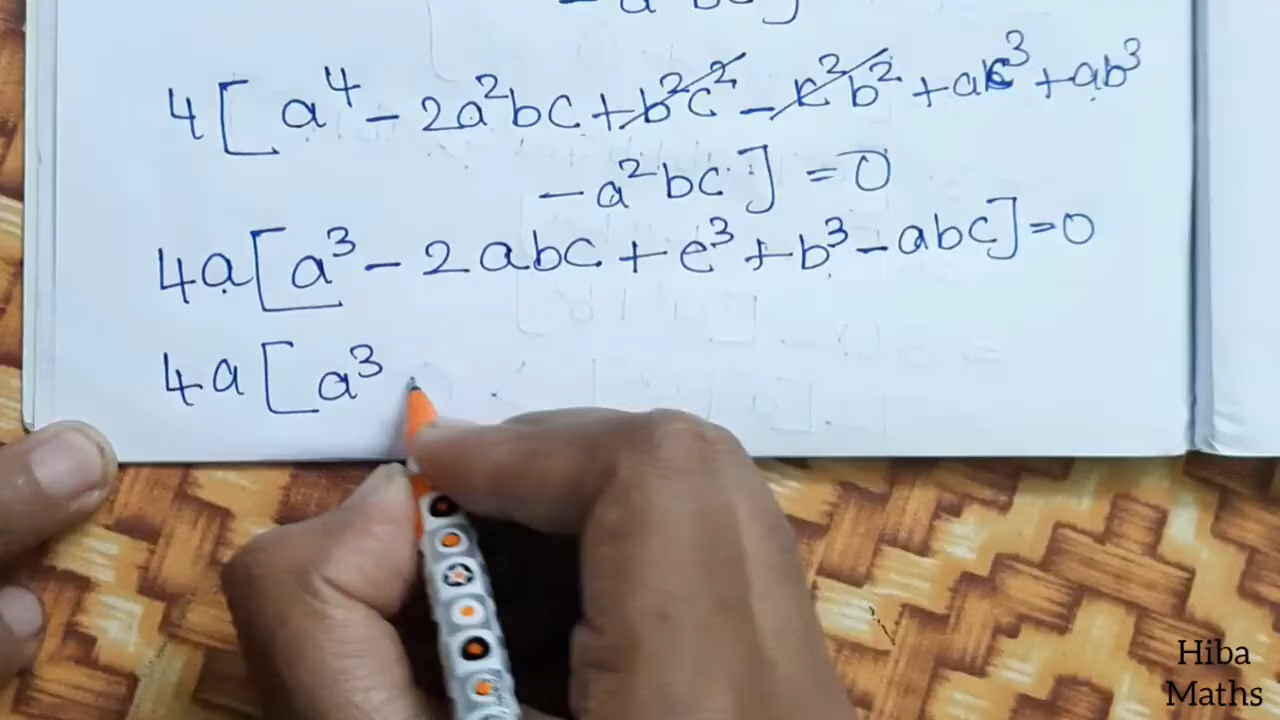 4[a⁴ - 2a²bc + b²c² - c²b² + ac³ + ab³
- a²bc] = 0
4a[a³ - 2abc + c³ + b³ - abc] = 0
4a[a³
Hiba
Maths